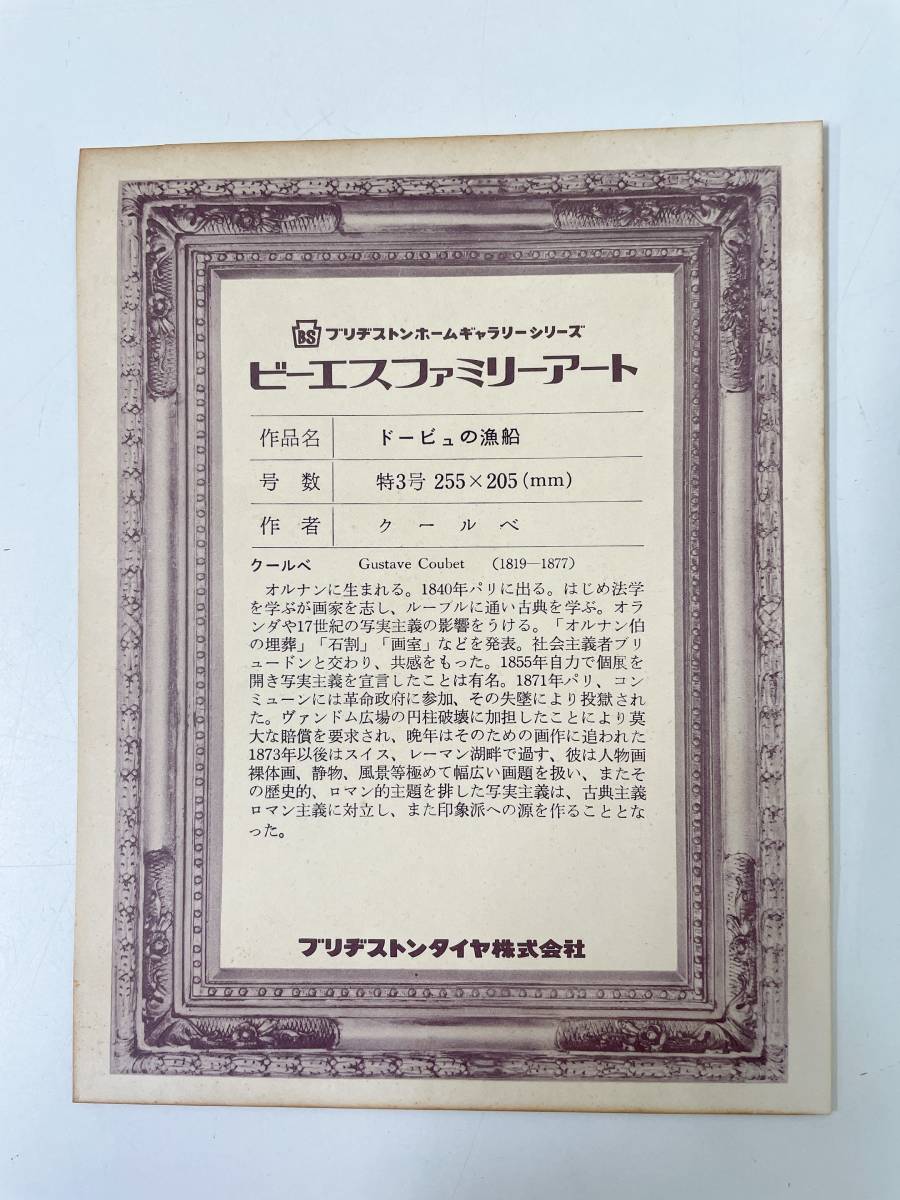 BS ブリヂストンホームギャラリーシリーズ
ビーエスファミリーアート
作品名 ドービュの漁船
号数 特3号 255×205(mm)
作者 クールベ
クールベ Gustave Coubet (1819—1877)
オルナンに生まれる。1840年パリに出る。はじめ法学
を学ぶが画家を志し、ルーブルに通い古典を学ぶ。オラ
ンダや17世紀の写実主義の影響をうける。「オルナン伯
の埋葬」「石割」「画室」などを発表。社会主義者プリ
ュードンと交わり、共感をもった。1855年自力で個展を
開き写実主義を宣言したことは有名。1871年パリ、コン
ミューンには革命政府に参加、その失墜により投獄され
た。ヴァンドム広場の円柱破壊に加担したことにより莫
大な賠償を要求され、晩年はそのための画作に追われた
1873年以後はスイス、レーマン湖畔で過す、彼は人物画
裸体画、静物、風景等極めて幅広い画題を扱い、またそ
の歴史的、ロマン的主題を排した写実主義は、古典主義
ロマン主義に対立し、また印象派への源を作ることとな
った。
ブリヂストンタイヤ株式会社